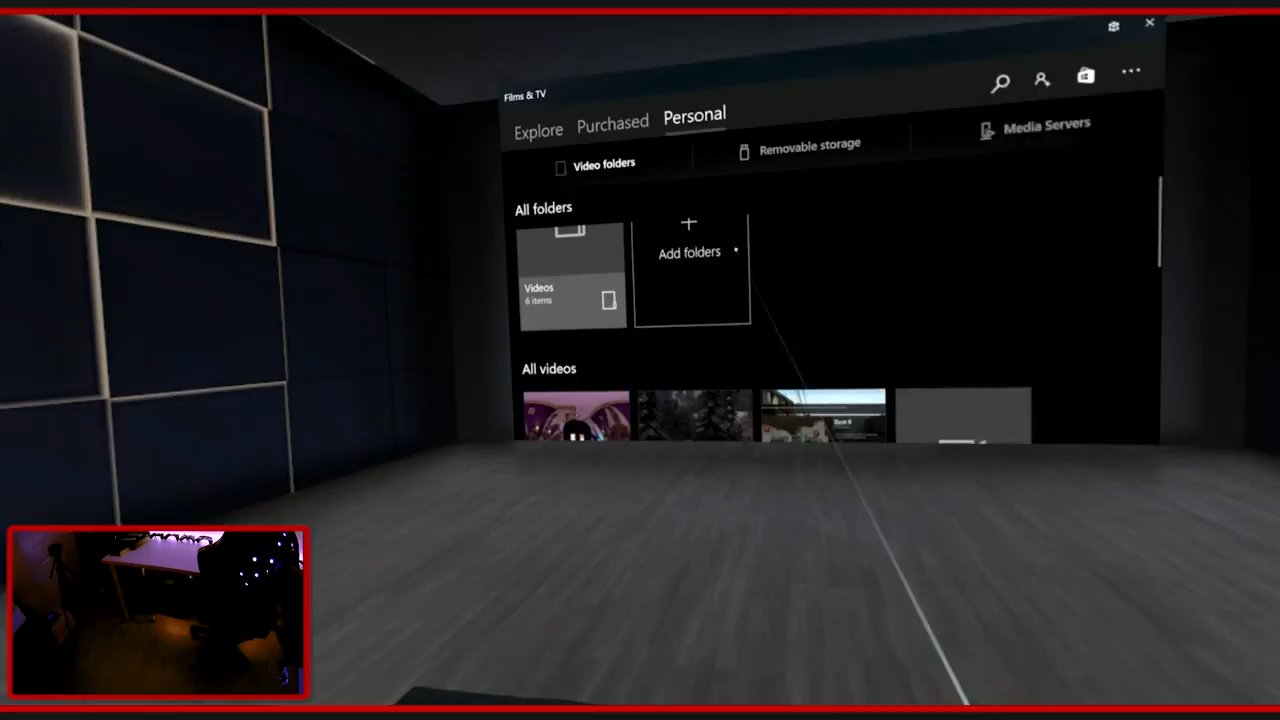 Films & TV
Explore Purchased Personal
Video folders Removable storage Media Servers
All folders
Videos
6 items
Add folders
All videos